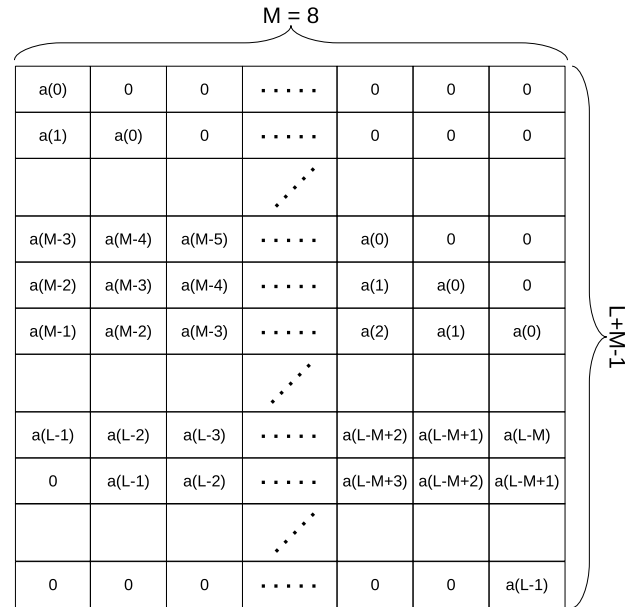 M = 8
a(0) 0 0 ..... 0 0 0
a(1) a(0) 0 ..... 0 0 0
a(M-3) a(M-4) a(M-5) ..... a(0) 0 0
a(M-2) a(M-3) a(M-4) ..... a(1) a(0) 0
a(M-1) a(M-2) a(M-3) ..... a(2) a(1) a(0)
a(L-1) a(L-2) a(L-3) ..... a(L-M+2) a(L-M+1) a(L-M)
0 a(L-1) a(L-2) ..... a(L-M+3) a(L-M+2) a(L-M+1)
0 0 0 ..... 0 0 a(L-1)
L+M-1